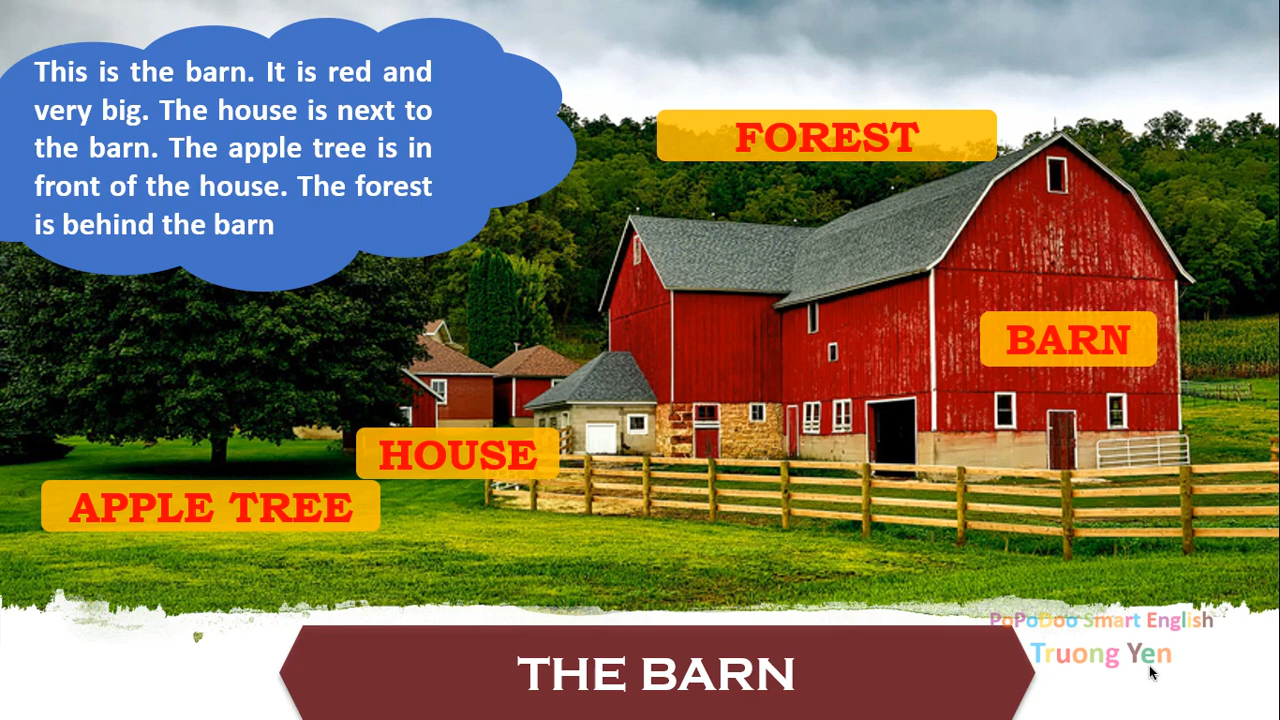 This is the barn. It is red and
very big. The house is next to
the barn. The apple tree is in
front of the house. The forest
is behind the barn
FOREST
BARN
HOUSE
APPLE TREE
PoPoDoo Smart English
Truong Yen
THE BARN